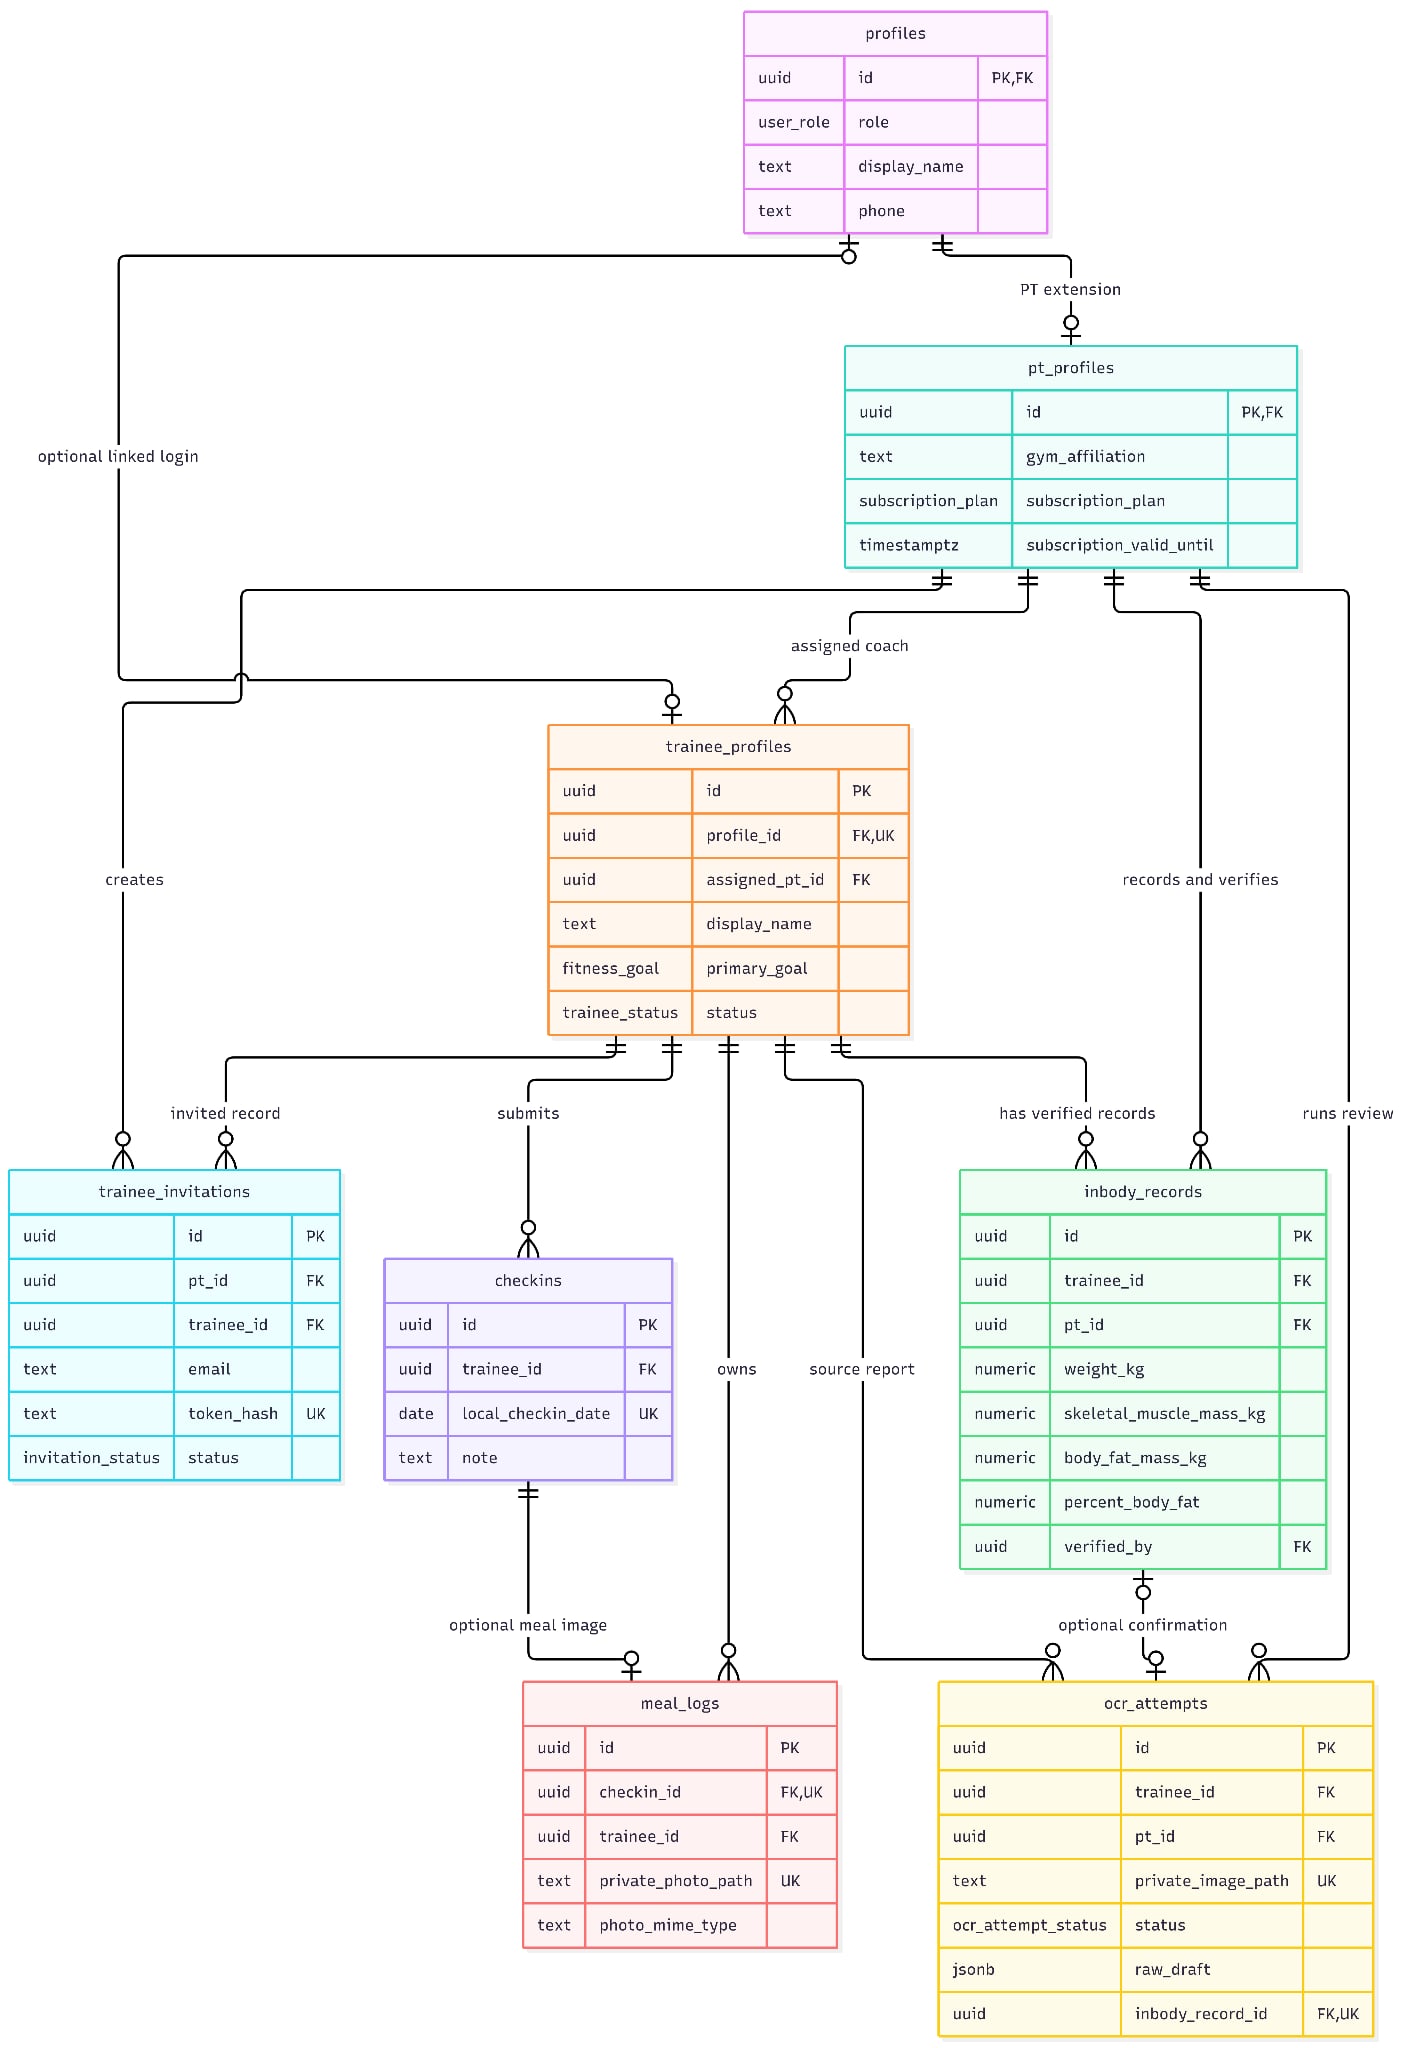 profiles
uuid id PK,FK
user_role role
text display_name
text phone
PT extension
pt_profiles
uuid id PK,FK
text gym_affiliation
subscription_plan subscription_plan
timestamptz subscription_valid_until
optional linked login
assigned coach
trainee_profiles
uuid id PK
uuid profile_id FK,UK
uuid assigned_pt_id FK
text display_name
fitness_goal primary_goal
trainee_status status
creates
records and verifies
invited record
submits
has verified records
runs review
trainee_invitations
uuid id PK
uuid pt_id FK
uuid trainee_id FK
text email
text token_hash UK
invitation_status status
checkins
uuid id PK
uuid trainee_id FK
date local_checkin_date UK
text note
owns
source report
inbody_records
uuid id PK
uuid trainee_id FK
uuid pt_id FK
numeric weight_kg
numeric skeletal_muscle_mass_kg
numeric body_fat_mass_kg
numeric percent_body_fat
uuid verified_by FK
optional meal image
optional confirmation
meal_logs
uuid id PK
uuid checkin_id FK,UK
uuid trainee_id FK
text private_photo_path UK
text photo_mime_type
ocr_attempts
uuid id PK
uuid trainee_id FK
uuid pt_id FK
text private_image_path UK
ocr_attempt_status status
jsonb raw_draft
uuid inbody_record_id FK,UK